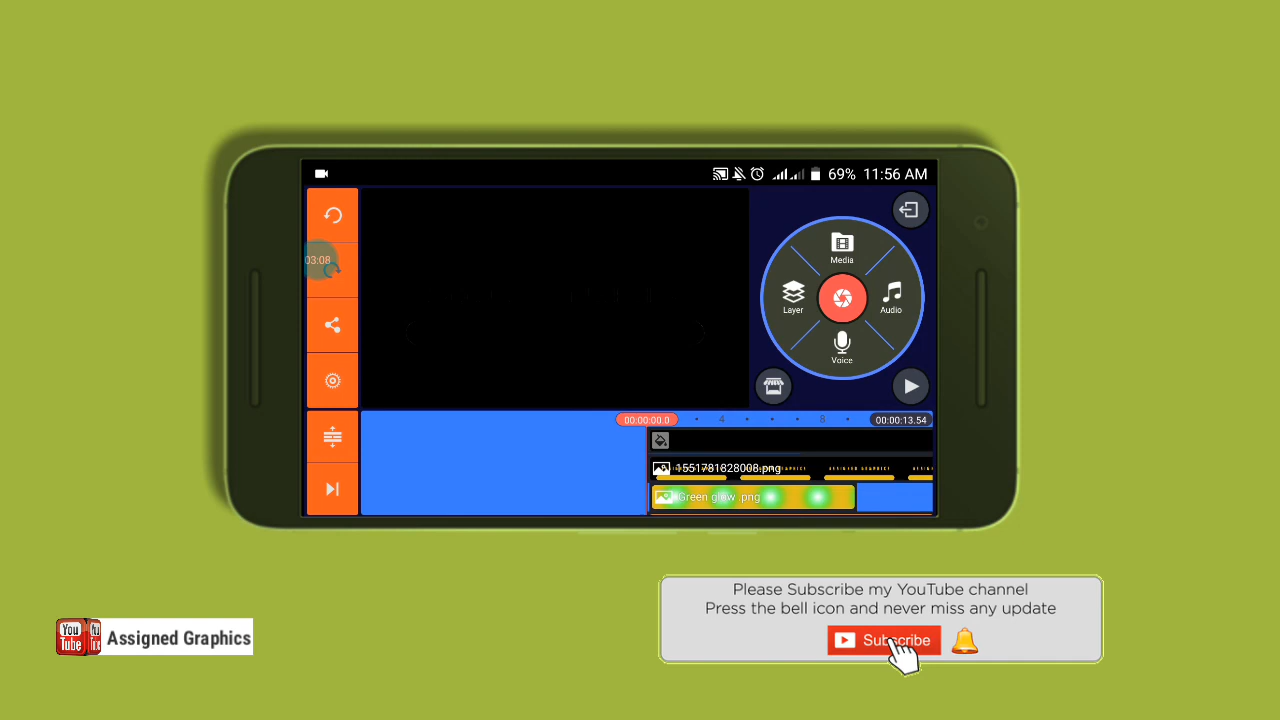 69% 11:56 AM
03:08
Media
Layer
Audio
Voice
00:00:00.0
4
8
00:00:13.54
1551781828008.png
ASSIGNED GRAPHICS
Green glow .png
Please Subscribe my YouTube channel
Press the bell icon and never miss any update
Subscribe
You Tube
Assigned Graphics